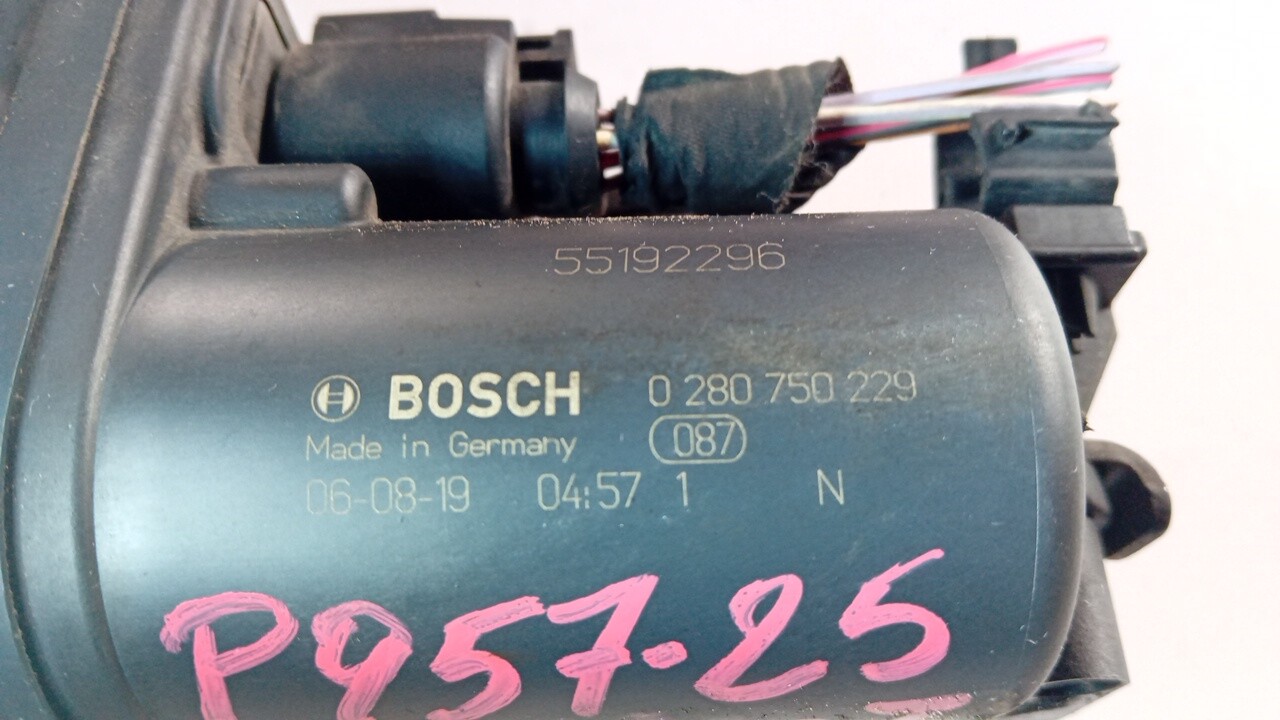 55192296
BOSCH 0 280 750 229
Made in Germany 087
06-08-19 04:57 1 N
P957.25